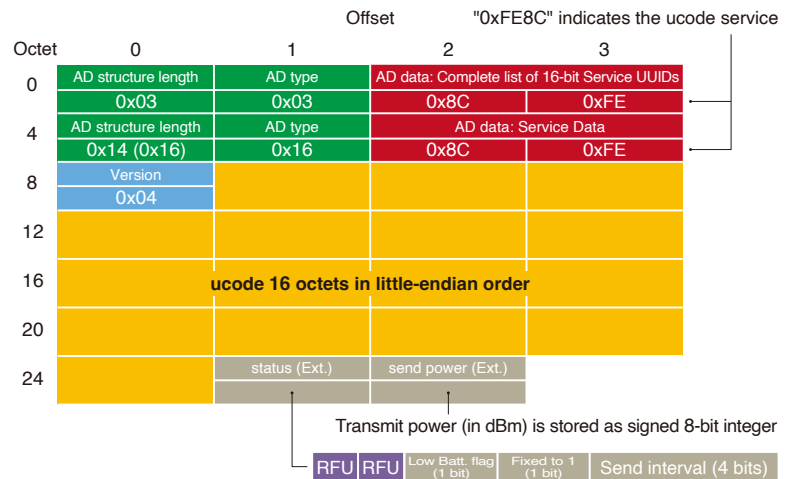 Offset "0xFE8C" indicates the ucode service
Octet 0 1 2 3
0 AD structure length AD type AD data: Complete list of 16-bit Service UUIDs
0x03 0x03 0x8C 0xFE
4 AD structure length AD type AD data: Service Data
0x14 (0x16) 0x16 0x8C 0xFE
8 Version
0x04
12
16 ucode 16 octets in little-endian order
20
24 status (Ext.) send power (Ext.)
Transmit power (in dBm) is stored as signed 8-bit integer
RFU RFU Low Batt. flag (1 bit) Fixed to 1 (1 bit) Send interval (4 bits)